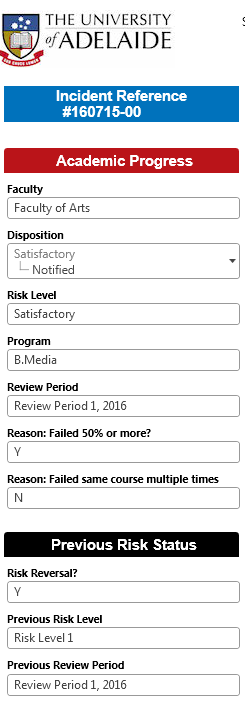 THE UNIVERSITY
of ADELAIDE
Incident Reference
#160715-00
Academic Progress
Faculty
Faculty of Arts
Disposition
Satisfactory
Notified
Risk Level
Satisfactory
Program
B.Media
Review Period
Review Period 1, 2016
Reason: Failed 50% or more?
Y
Reason: Failed same course multiple times
N
Previous Risk Status
Risk Reversal?
Y
Previous Risk Level
Risk Level 1
Previous Review Period
Review Period 1, 2016